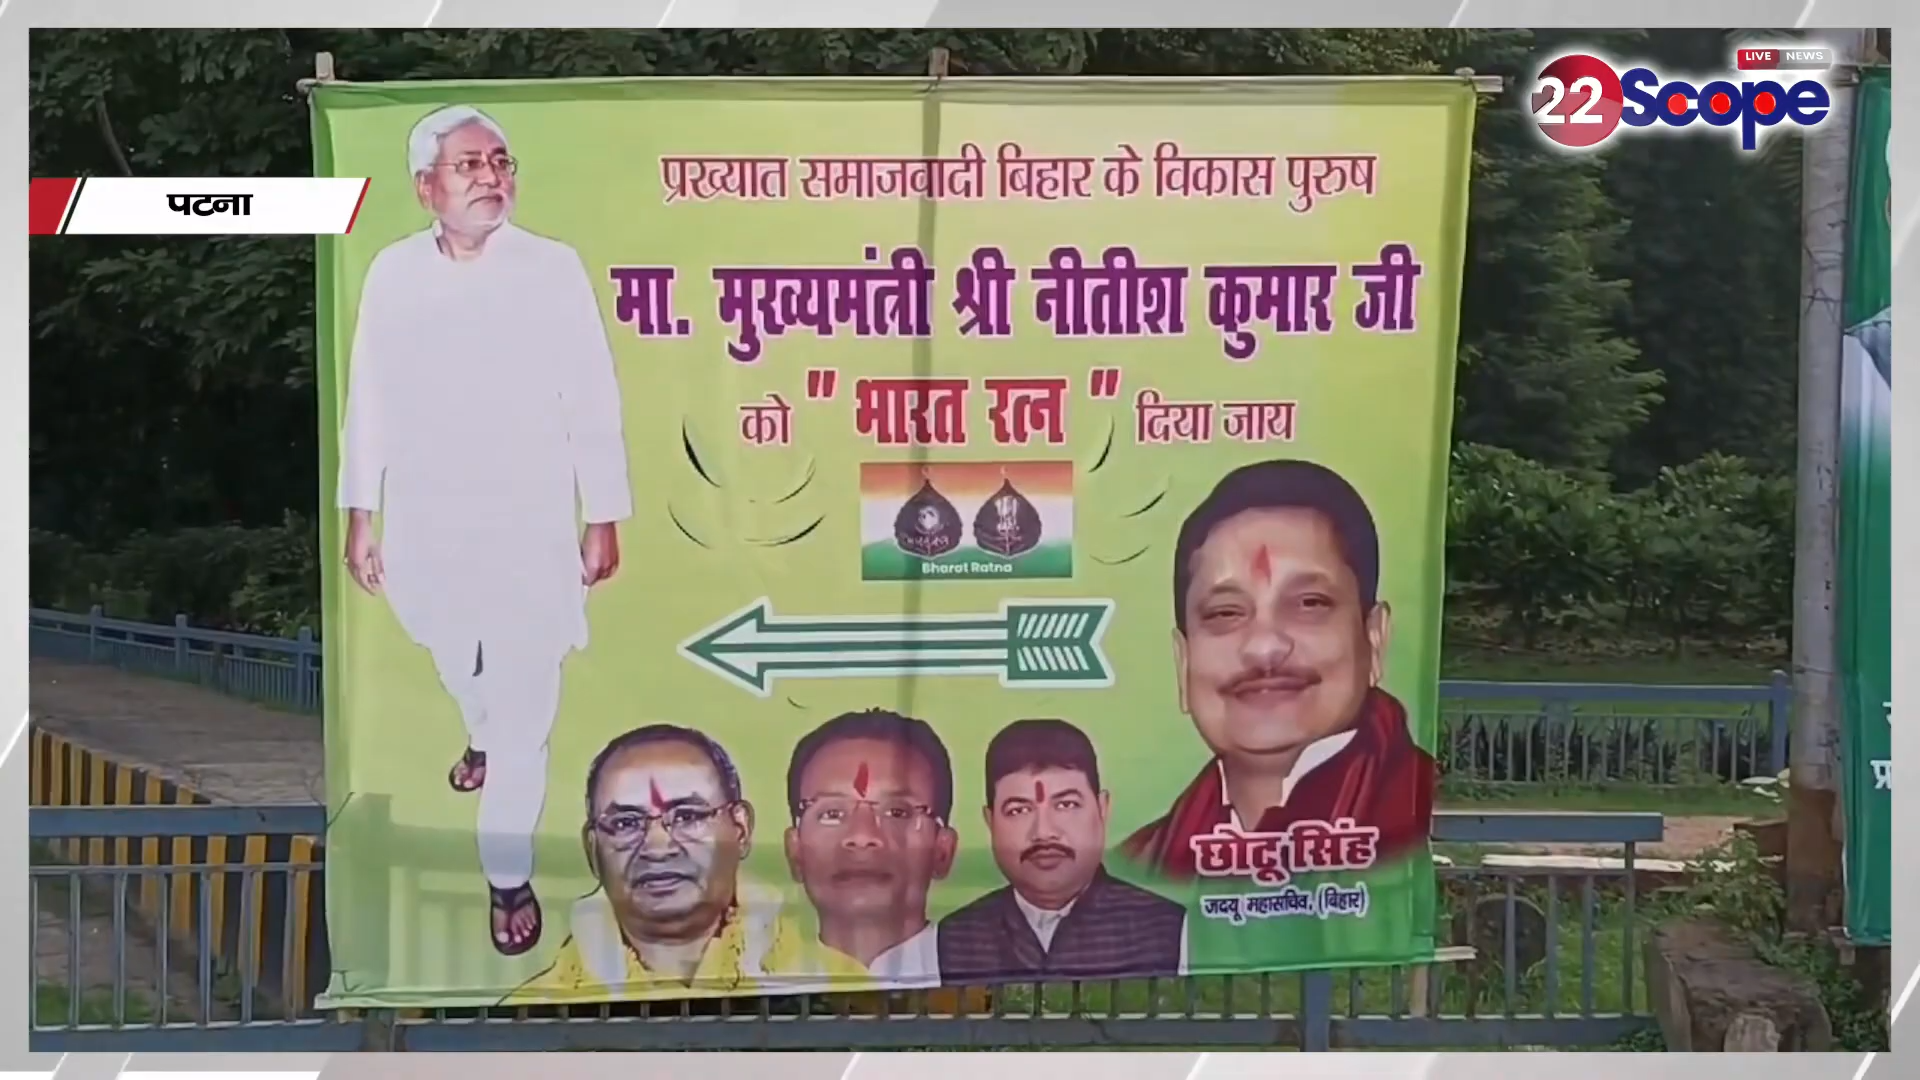 LIVE NEWS
22Scope
पटना
प्रख्यात समाजवादी बिहार के विकास पुरुष
मा. मुख्यमंत्री श्री नीतीश कुमार जी
को " भारत रत्न " दिया जाय
Bharat Ratna
छोटू सिंह
जदयू महासचिव, (बिहार)